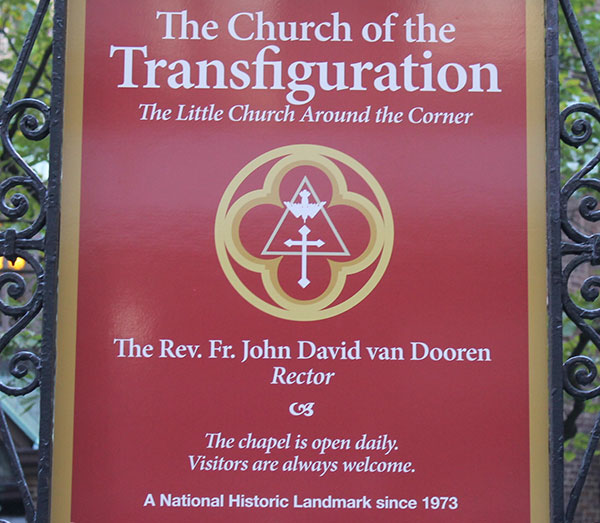 The Church of the
Transfiguration
The Little Church Around the Corner
The Rev. Fr. John David van Dooren
Rector
The chapel is open daily.
Visitors are always welcome.
A National Historic Landmark since 1973